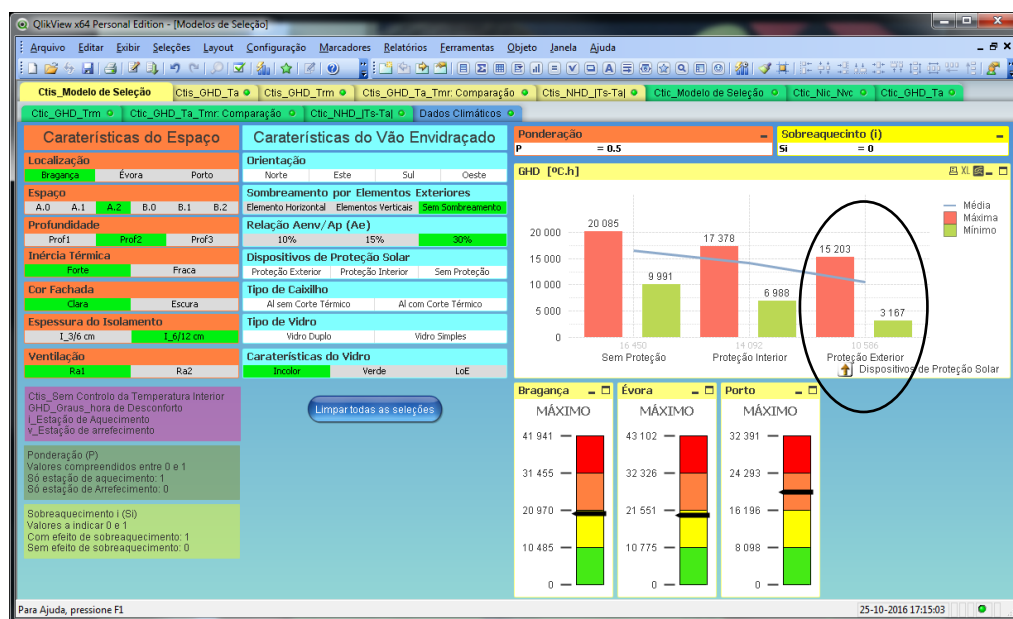 QlikView x64 Personal Edition - [Modelos de Seleção]
Arquivo Editar Exibir Seleções Layout Configuração Marcadores Relatórios Ferramentas Objeto Janela Ajuda
Ctis_Modelo de Seleção Ctis_GHD_Ta Ctis_GHD_Trm Ctis_GHD_Ta_Tmr: Comparação Ctis_NHD_|Ts-Ta| Ctic_Modelo de Seleção Ctic_Nic_Nvc Ctic_GHD_Ta
Ctic_GHD_Trm Ctic_GHD_Ta_Tmr: Comparação Ctic_NHD_|Ts-Ta| Dados Climáticos
Caraterísticas do Espaço
Localização
Bragança Évora Porto
Espaço
A.0 A.1 A.2 B.0 B.1 B.2
Profundidade
Prof1 Prof2 Prof3
Inércia Térmica
Forte Fraca
Cor Fachada
Clara Escura
Espessura do Isolamento
I_3/6 cm I_6/12 cm
Ventilação
Ra1 Ra2
Ctis_Sem Controlo da Temperatura Interior
GHD_Graus_hora de Desconforto
i_Estação de Aquecimento
v_Estação de arrefecimento
Ponderação (P)
Valores compreendidos entre 0 e 1
Só estação de aquecimento: 1
Só estação de Arrefecimento: 0
Sobreaquecimento i (Si)
Valores a indicar 0 e 1
Com efeito de sobreaquecimento: 1
Sem efeito de sobreaquecimento: 0
Caraterísticas do Vão Envidraçado
Orientação
Norte Este Sul Oeste
Sombreamento por Elementos Exteriores
Elemento Horizontal Elementos Verticais Sem Sombreamento
Relação Aenv/Ap (Ae)
10% 15% 30%
Dispositivos de Proteção Solar
Proteção Exterior Proteção Interior Sem Proteção
Tipo de Caixilho
Al sem Corte Térmico Al com Corte Térmico
Tipo de Vidro
Vidro Duplo Vidro Simples
Caraterísticas do Vidro
Incolor Verde LoE
Limpar todas as seleções
Ponderação
P = 0.5
Sobreaquecinto (i)
Si = 0
GHD [ºC.h]
XL
Média
Máxima
Mínimo
20 000
15 000
10 000
5 000
0
20 085
9 991
17 378
6 988
15 203
3 167
16 450 14 092 10 586
Sem Proteção Proteção Interior Proteção Exterior
Dispositivos de Proteção Solar
Bragança
MÁXIMO
41 941
31 455
20 970
10 485
0
Évora
MÁXIMO
43 102
32 326
21 551
10 775
0
Porto
MÁXIMO
32 391
24 293
16 196
8 098
0
Para Ajuda, pressione F1
25-10-2016 17:15:03